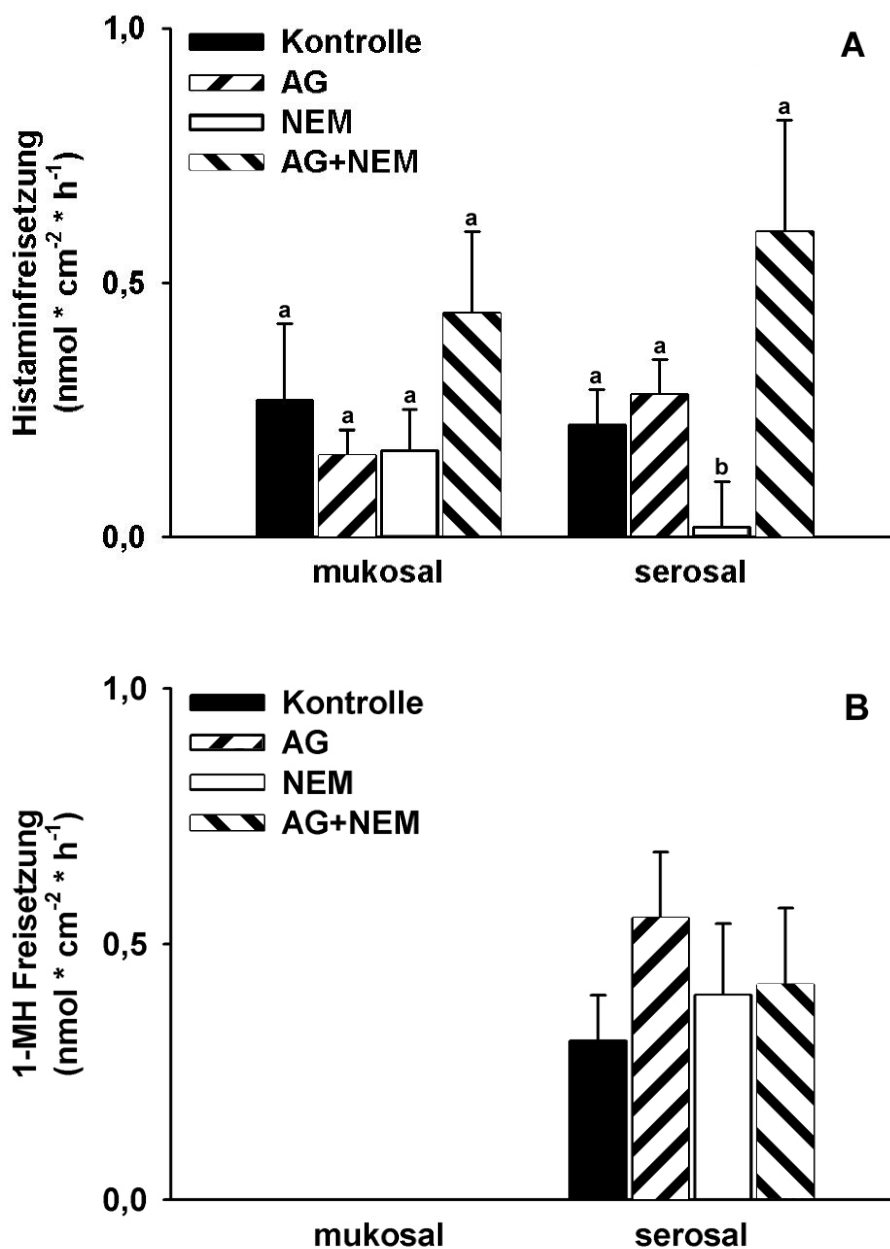 A
1,0
Kontrolle
AG
NEM
AG+NEM
Histaminfreisetzung
(nmol * cm⁻² * h⁻¹)
0,5
0,0
a
a
a
a
a
a
b
a
mukosal
serosal
B
1,0
Kontrolle
AG
NEM
AG+NEM
1-MH Freisetzung
(nmol * cm⁻² * h⁻¹)
0,5
0,0
mukosal
serosal